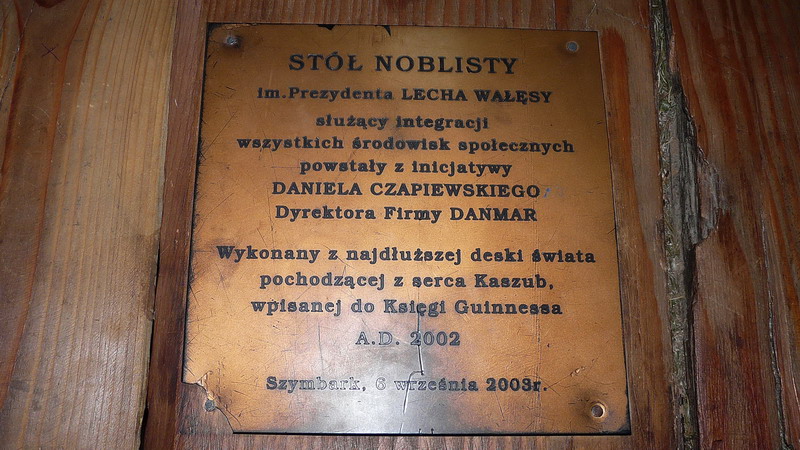 STÓŁ NOBLISTY
im.Prezydenta LECHA WAŁĘSY
służący integracji
wszystkich środowisk społecznych
powstały z inicjatywy
DANIELA CZAPIEWSKIEGO
Dyrektora Firmy DANMAR
Wykonany z najdłuższej deski świata
pochodzącej z serca Kaszub,
wpisanej do Księgi Guinnessa
A.D. 2002
Szymbark, 6 września 2003r.